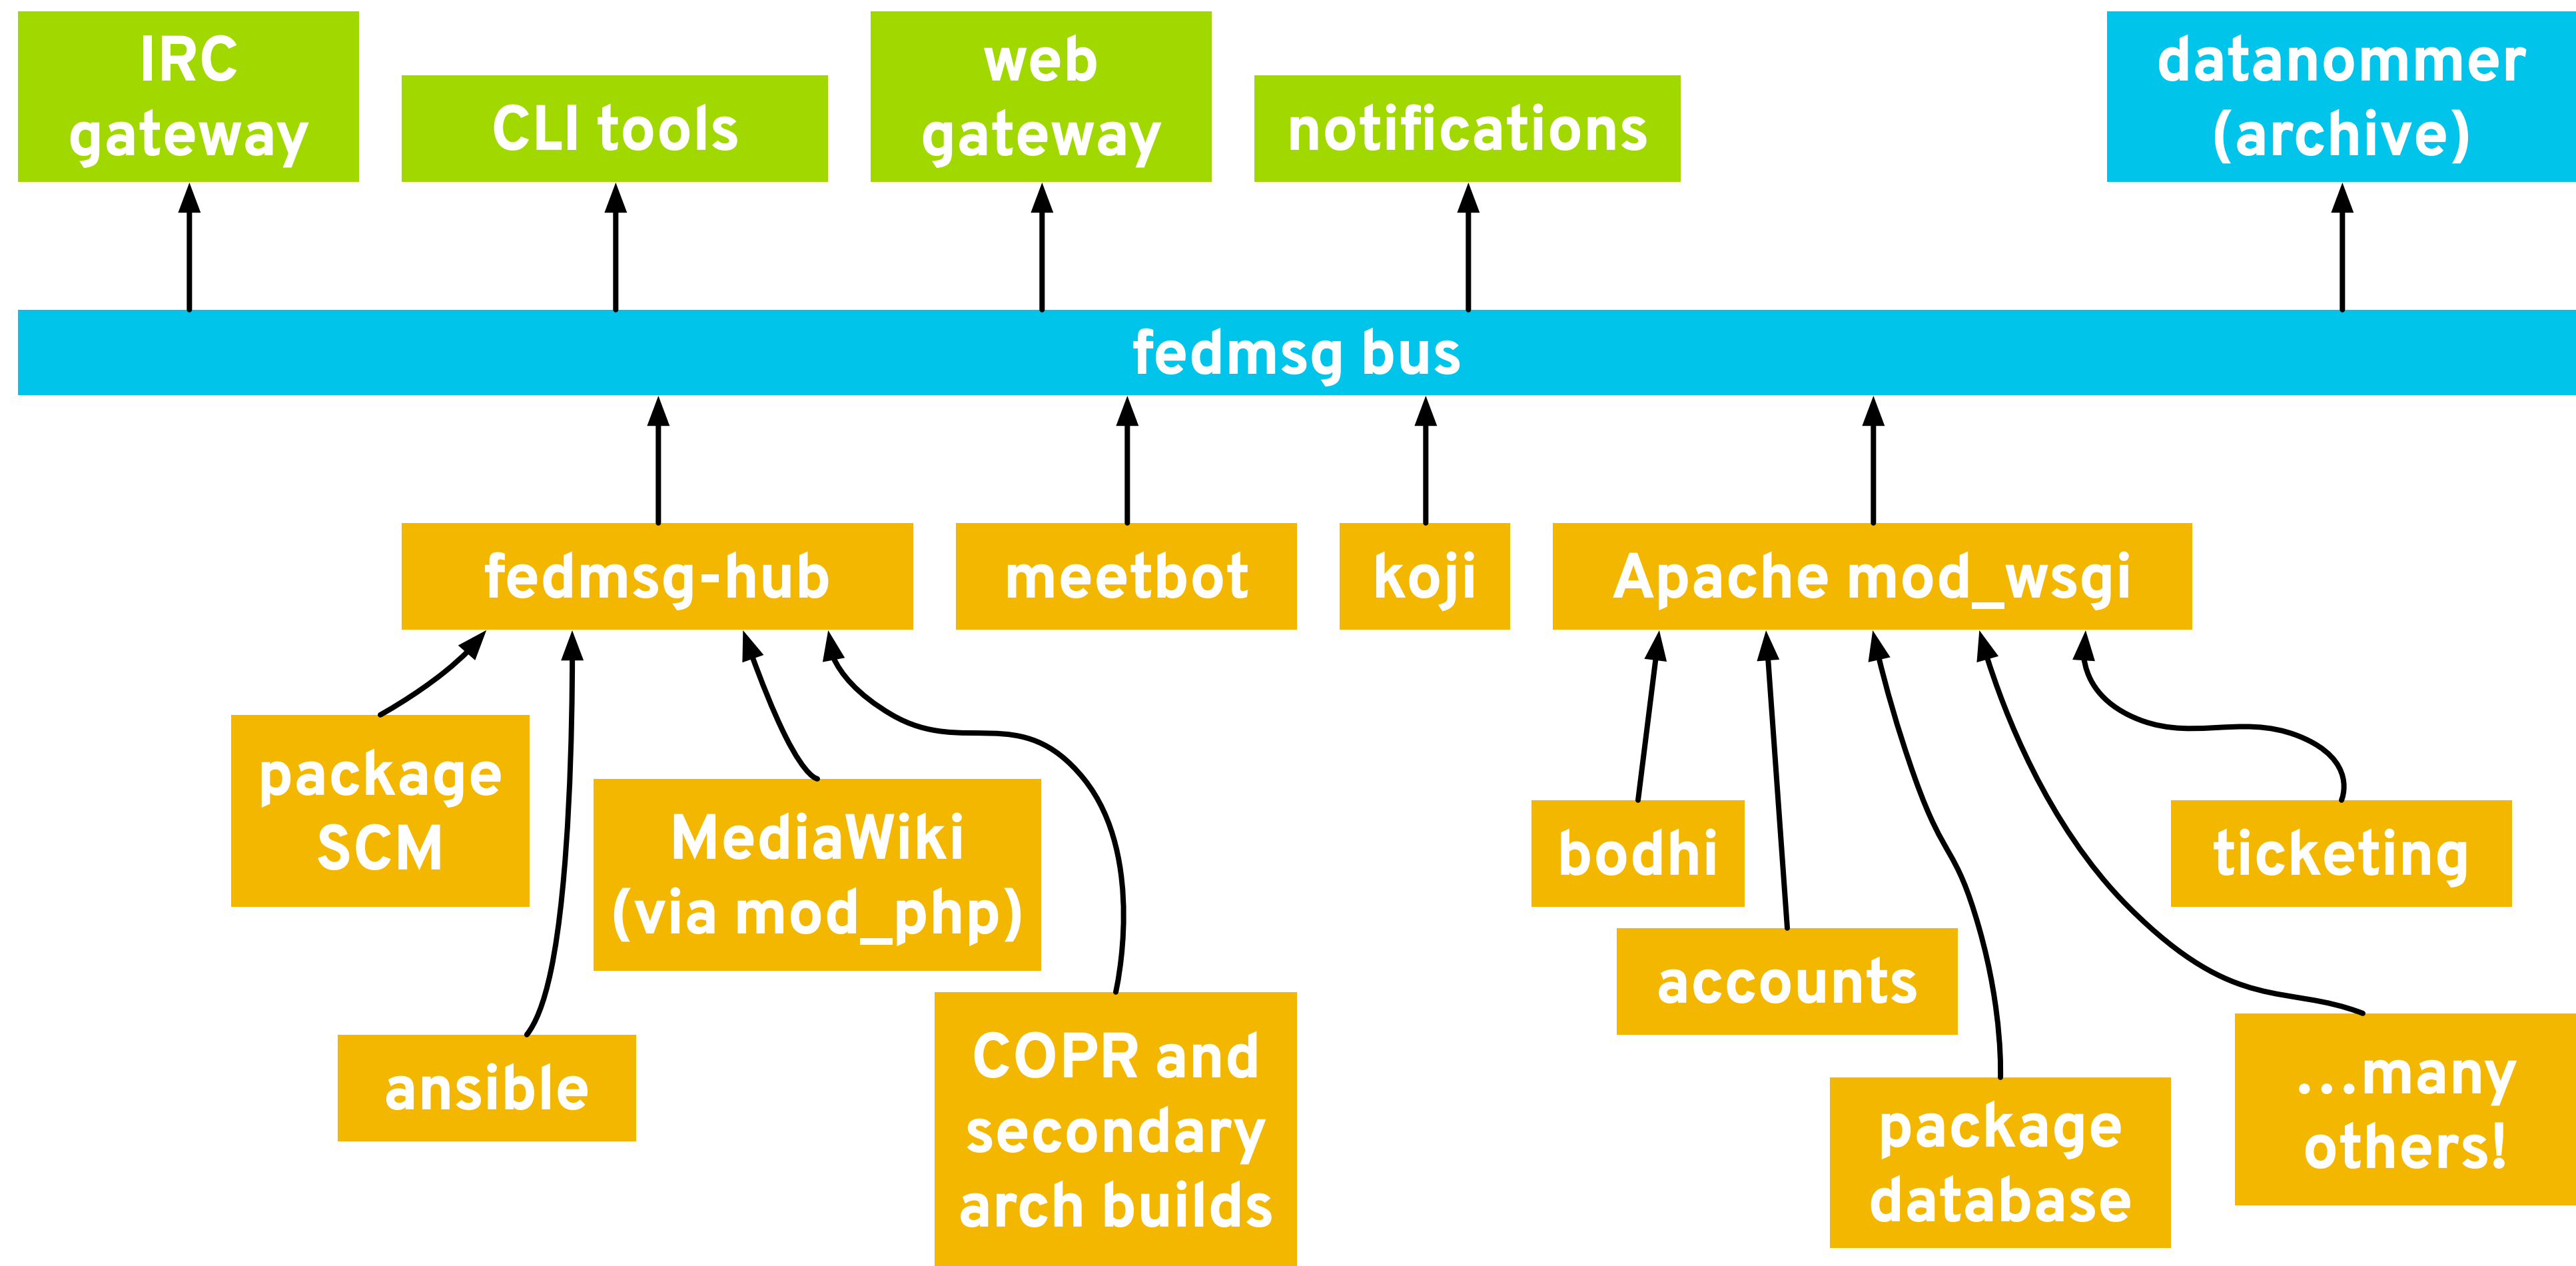 IRC
gateway
CLI tools
web
gateway
notifications
datanommer
(archive)
fedmsg bus
fedmsg-hub
meetbot
koji
Apache mod_wsgi
package
SCM
MediaWiki
(via mod_php)
ansible
COPR and
secondary
arch builds
bodhi
accounts
package
database
ticketing
...many
others!